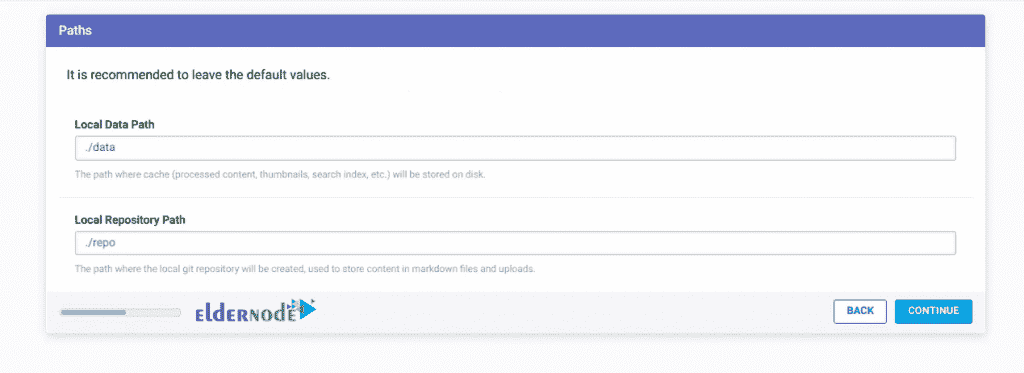 Paths
It is recommended to leave the default values.
Local Data Path
./data
The path where cache (processed content, thumbnails, search index, etc.) will be stored on disk.
Local Repository Path
./repo
The path where the local git repository will be created, used to store content in markdown files and uploads.
elderNode
BACK
CONTINUE